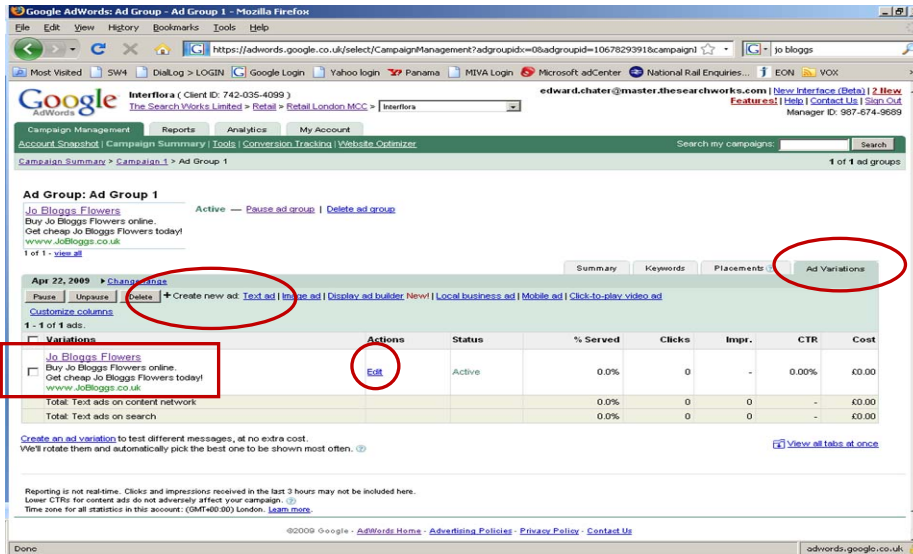 Google AdWords: Ad Group - Ad Group 1 - Mozilla Firefox
File Edit View History Bookmarks Tools Help
https://adwords.google.co.uk/select/CampaignManagement?adgroupidx=0&adgroupid=1067829391&campaignI jo bloggs
Most Visited SW4 DiaLog > LOGIN Google Login Yahoo login Panama MIVA Login Microsoft adCenter National Rail Enquiries... EON VOX »
Google AdWords
Interflora ( Client ID: 742-035-4099 )
The Search Works Limited > Retail > Retail London MCC > Interflora
edward.chater@master.thesearchworks.com | New Interface (Beta) | 2 New
Features! | Help | Contact Us | Sign Out
Manager ID: 987-674-9689
Campaign Management Reports Analytics My Account
Account Snapshot | Campaign Summary | Tools | Conversion Tracking | Website Optimizer Search my campaigns: Search
Campaign Summary > Campaign 1 > Ad Group 1 1 of 1 ad groups
Ad Group: Ad Group 1
Jo Bloggs Flowers Active — Pause ad group | Delete ad group
Buy Jo Bloggs Flowers online.
Get cheap Jo Bloggs Flowers today!
www.JoBloggs.co.uk
1 of 1 - view all
Summary Keywords Placements Ad Variations
Apr 22, 2009 Change range
Pause Unpause Delete + Create new ad: Text ad | Image ad | Display ad builder New! | Local business ad | Mobile ad | Click-to-play video ad
Customize columns
1 - 1 of 1 ads.
Variations Actions Status % Served Clicks Impr. CTR Cost
Jo Bloggs Flowers
Buy Jo Bloggs Flowers online. Edit Active 0.0% 0 - 0.00% £0.00
Get cheap Jo Bloggs Flowers today!
www.JoBloggs.co.uk
Total: Text ads on content network 0.0% 0 0 - £0.00
Total: Text ads on search 0.0% 0 0 - £0.00
Create an ad variation to test different messages, at no extra cost.
We'll rotate them and automatically pick the best one to be shown most often.
View all tabs at once
Reporting is not real-time. Clicks and impressions received in the last 3 hours may not be included here.
Lower CTRs for content ads do not adversely affect your campaign.
Time zone for all statistics in this account: (GMT+00:00) London. Learn more.
©2009 Google - AdWords Home - Advertising Policies - Privacy Policy - Contact Us
Done adwords.google.co.uk